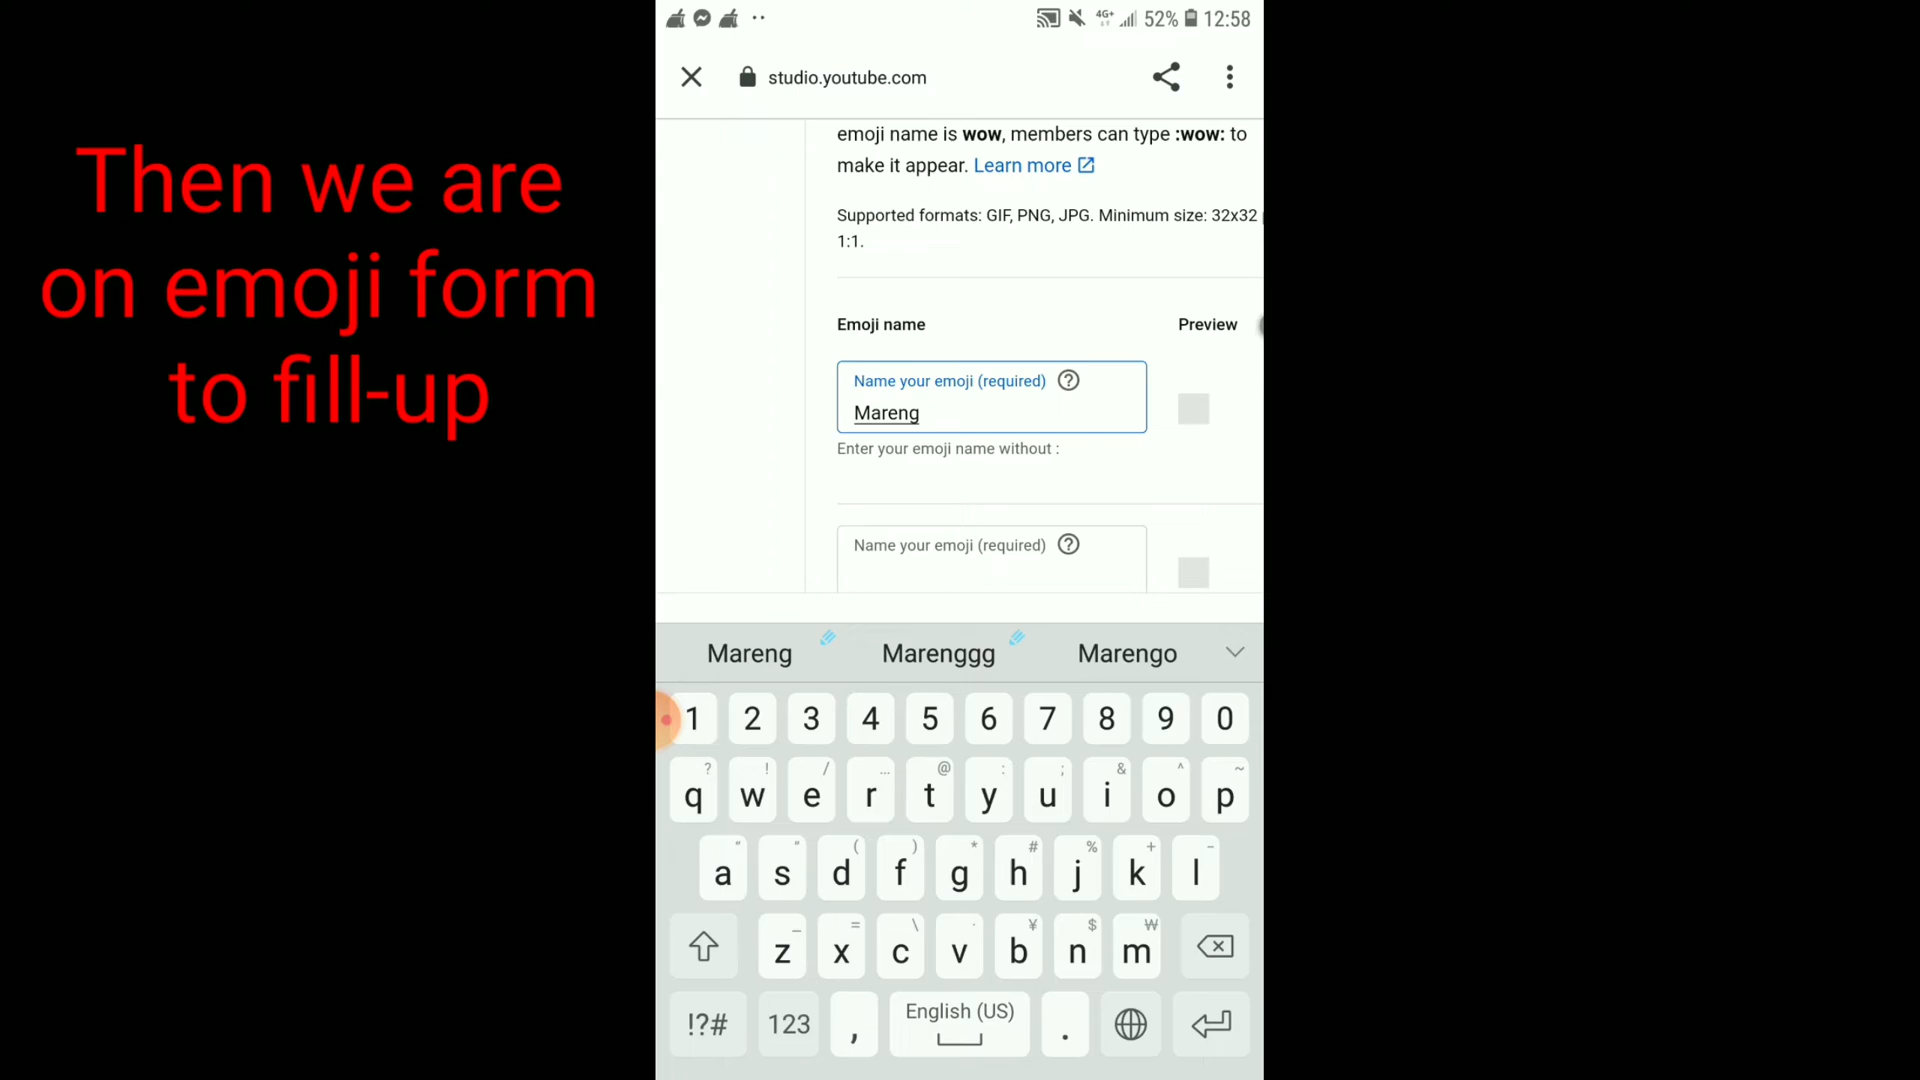 Then we are
on emoji form
to fill-up
4G+ 52% 12:58
studio.youtube.com
emoji name is wow, members can type :wow: to
make it appear. Learn more
Supported formats: GIF, PNG, JPG. Minimum size: 32x32
1:1.
Emoji name Preview
Name your emoji (required) ?
Mareng
Enter your emoji name without :
Name your emoji (required) ?
Mareng Marenggg Marengo
1 2 3 4 5 6 7 8 9 0
? ! / ... @ : ; & ^ ~
q w e r t y u i o p
" " ( ) * # % + -
a s d f g h j k l
_ = \ · ¥ $ ₩
z x c v b n m
!?# 123 , English (US) .